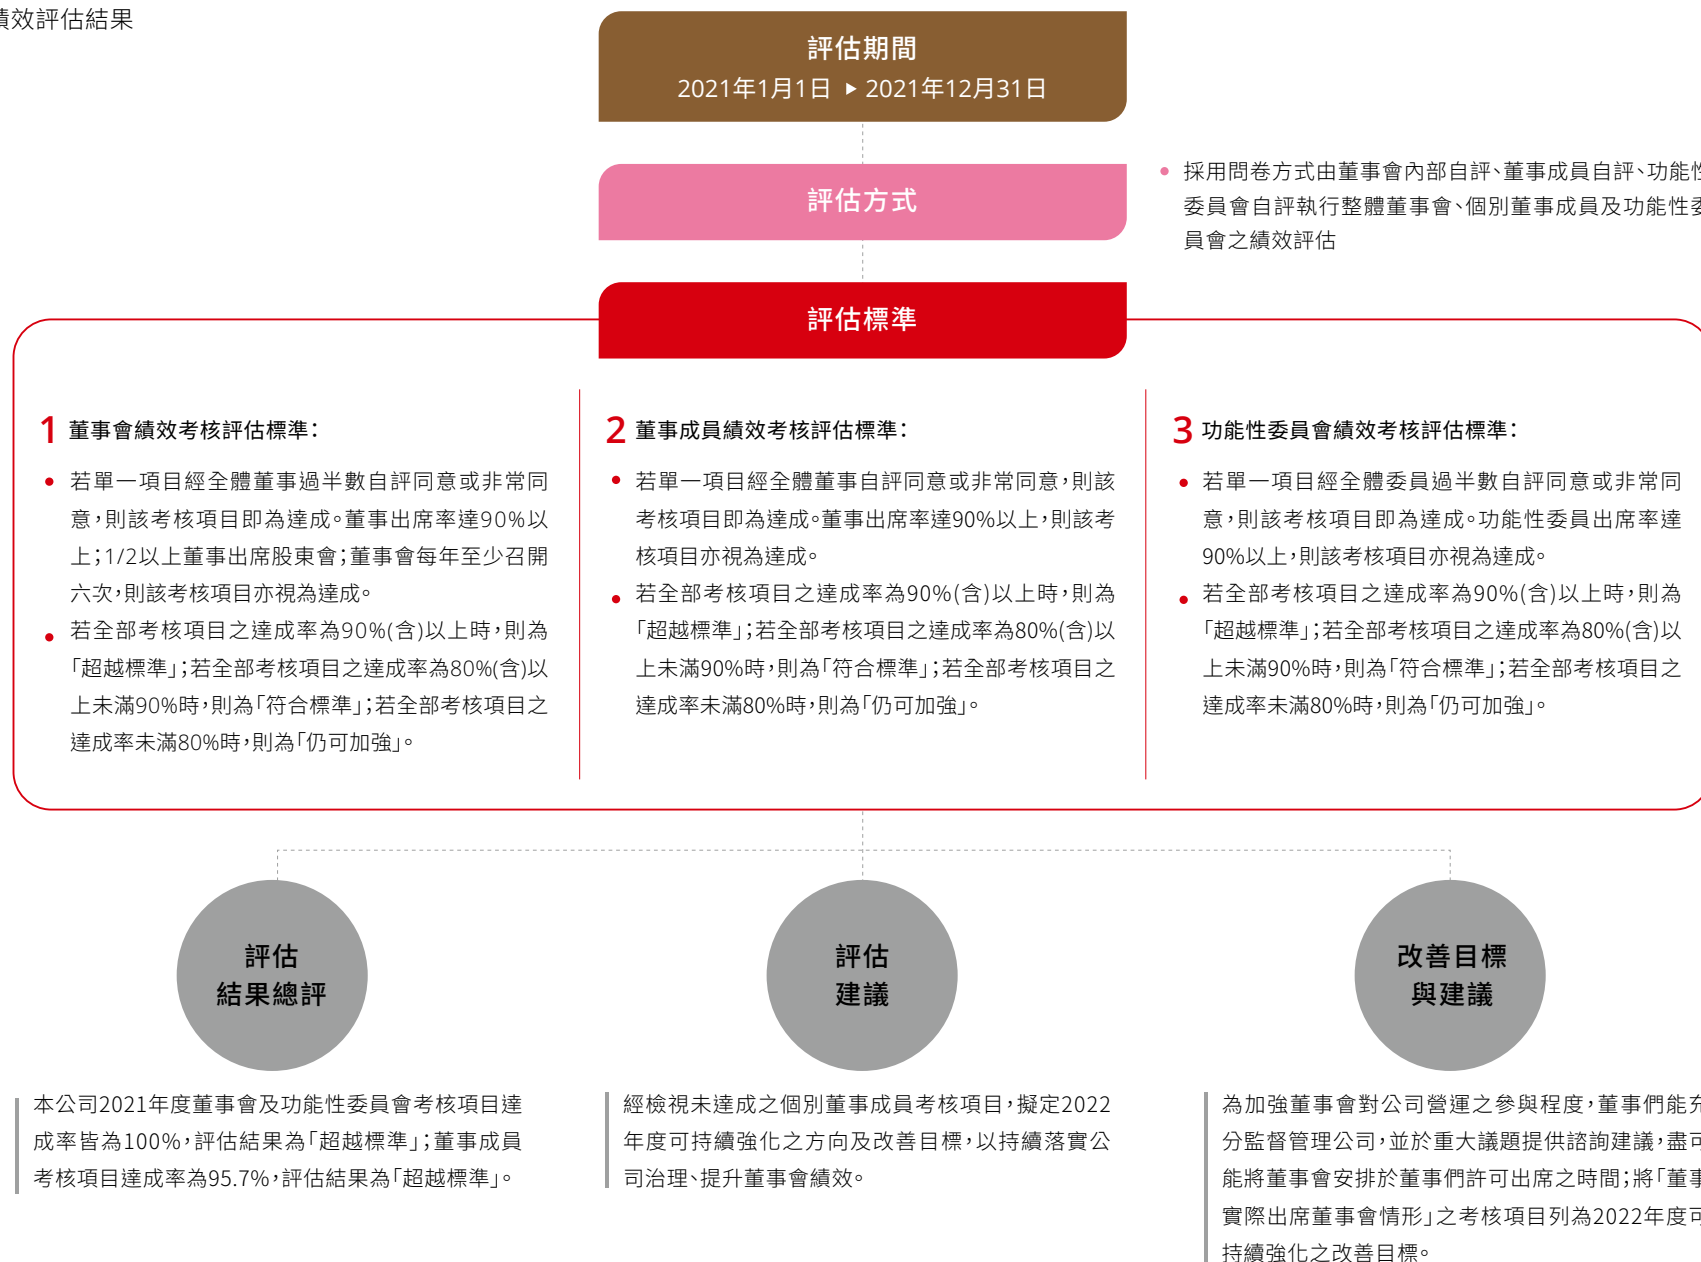 績效評估結果
評估期間
2021年1月1日 ▶ 2021年12月31日
評估方式
• 採用問卷方式由董事會內部自評、董事成員自評、功能性
委員會自評執行整體董事會、個別董事成員及功能性委
員會之績效評估
評估標準
1 董事會績效考核評估標準：
• 若單一項目經全體董事過半數自評同意或非常同
意，則該考核項目即為達成。董事出席率達90%以
上；1/2以上董事出席股東會；董事會每年至少召開
六次，則該考核項目亦視為達成。
• 若全部考核項目之達成率為90%(含)以上時，則為
「超越標準」；若全部考核項目之達成率為80%(含)以
上未滿90%時，則為「符合標準」；若全部考核項目之
達成率未滿80%時，則為「仍可加強」。
2 董事成員績效考核評估標準：
• 若單一項目經全體董事自評同意或非常同意，則該
考核項目即為達成。董事出席率達90%以上，則該考
核項目亦視為達成。
• 若全部考核項目之達成率為90%(含)以上時，則為
「超越標準」；若全部考核項目之達成率為80%(含)以
上未滿90%時，則為「符合標準」；若全部考核項目之
達成率未滿80%時，則為「仍可加強」。
3 功能性委員會績效考核評估標準：
• 若單一項目經全體委員過半數自評同意或非常同
意，則該考核項目即為達成。功能性委員出席率達
90%以上，則該考核項目亦視為達成。
• 若全部考核項目之達成率為90%(含)以上時，則為
「超越標準」；若全部考核項目之達成率為80%(含)以
上未滿90%時，則為「符合標準」；若全部考核項目之
達成率未滿80%時，則為「仍可加強」。
評估
結果總評
本公司2021年度董事會及功能性委員會考核項目達
成率皆為100%，評估結果為「超越標準」；董事成員
考核項目達成率為95.7%，評估結果為「超越標準」。
評估
建議
經檢視未達成之個別董事成員考核項目，擬定2022
年度可持續強化之方向及改善目標，以持續落實公
司治理、提升董事會績效。
改善目標
與建議
為加強董事會對公司營運之參與程度，董事們能充
分監督管理公司，並於重大議題提供諮詢建議，盡可
能將董事會安排於董事們許可出席之時間；將「董事
實際出席董事會情形」之考核項目列為2022年度可
持續強化之改善目標。